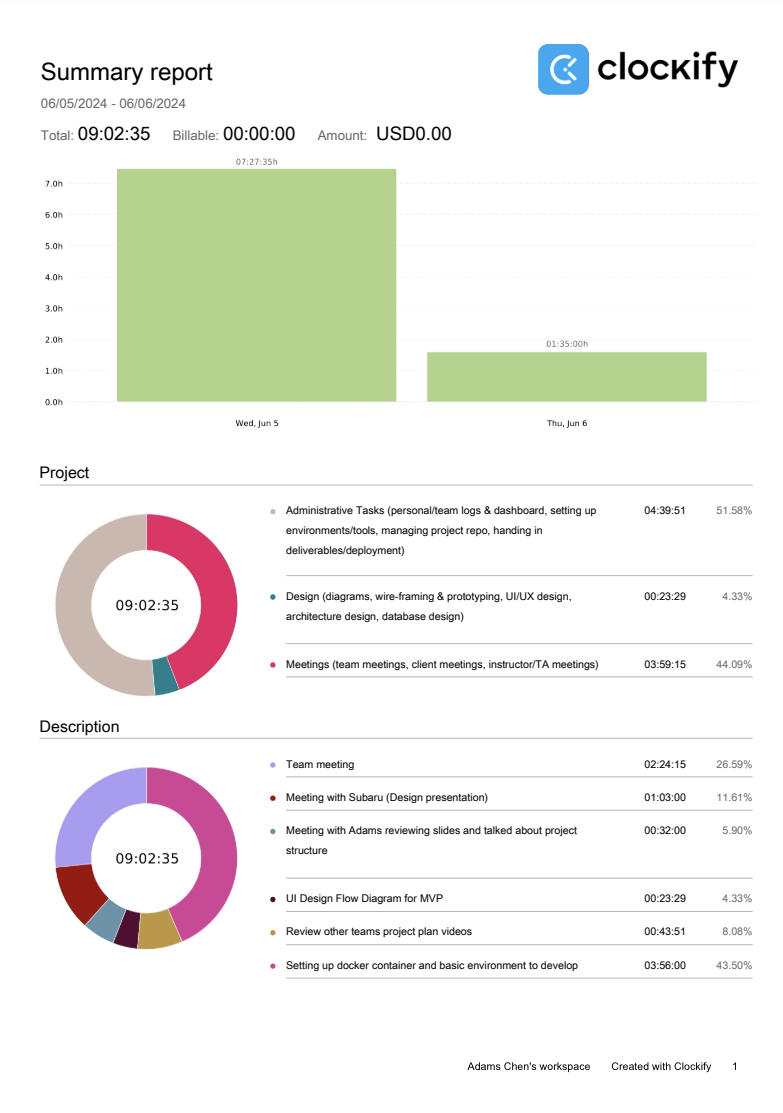 Summary report
clockify
06/05/2024 - 06/06/2024
Total: 09:02:35 Billable: 00:00:00 Amount: USD0.00
07:27:35h
7.0h
6.0h
5.0h
4.0h
3.0h
2.0h
01:35:00h
1.0h
0.0h
Wed, Jun 5 Thu, Jun 6
Project
09:02:35
Administrative Tasks (personal/team logs & dashboard, setting up 04:39:51 51.58%
environments/tools, managing project repo, handing in
deliverables/deployment)
Design (diagrams, wire-framing & prototyping, UI/UX design, 00:23:29 4.33%
architecture design, database design)
Meetings (team meetings, client meetings, instructor/TA meetings) 03:59:15 44.09%
Description
09:02:35
Team meeting 02:24:15 26.59%
Meeting with Subaru (Design presentation) 01:03:00 11.61%
Meeting with Adams reviewing slides and talked about project 00:32:00 5.90%
structure
UI Design Flow Diagram for MVP 00:23:29 4.33%
Review other teams project plan videos 00:43:51 8.08%
Setting up docker container and basic environment to develop 03:56:00 43.50%
Adams Chen's workspace Created with Clockify 1